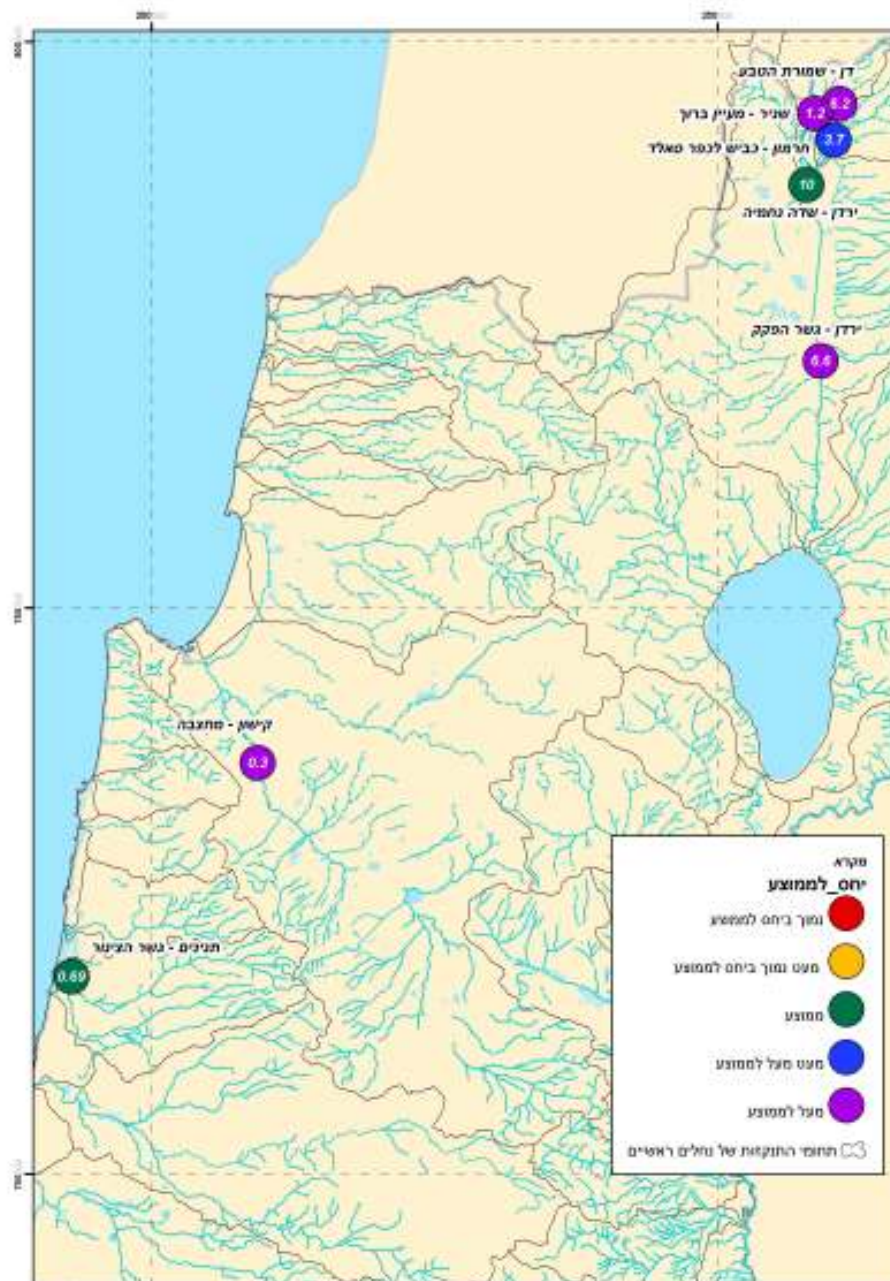 דן - שמורת הטבע
6.2
1.2
שניר - מעיין ברוך
3.7
חרמון - כביש לכפר סאלד
10
ירדן - שדה נחמיה
ירדן - גשר הפקק
6.6
קישון - מחצבה
0.3
תנינים - גשר הצינור
0.69
מקרא
יחס_לממוצע
נמוך ביחס לממוצע
מעט נמוך ביחס לממוצע
ממוצע
מעט מעל לממוצע
מעל לממוצע
תחומי התנקזות של נחלים ראשיים